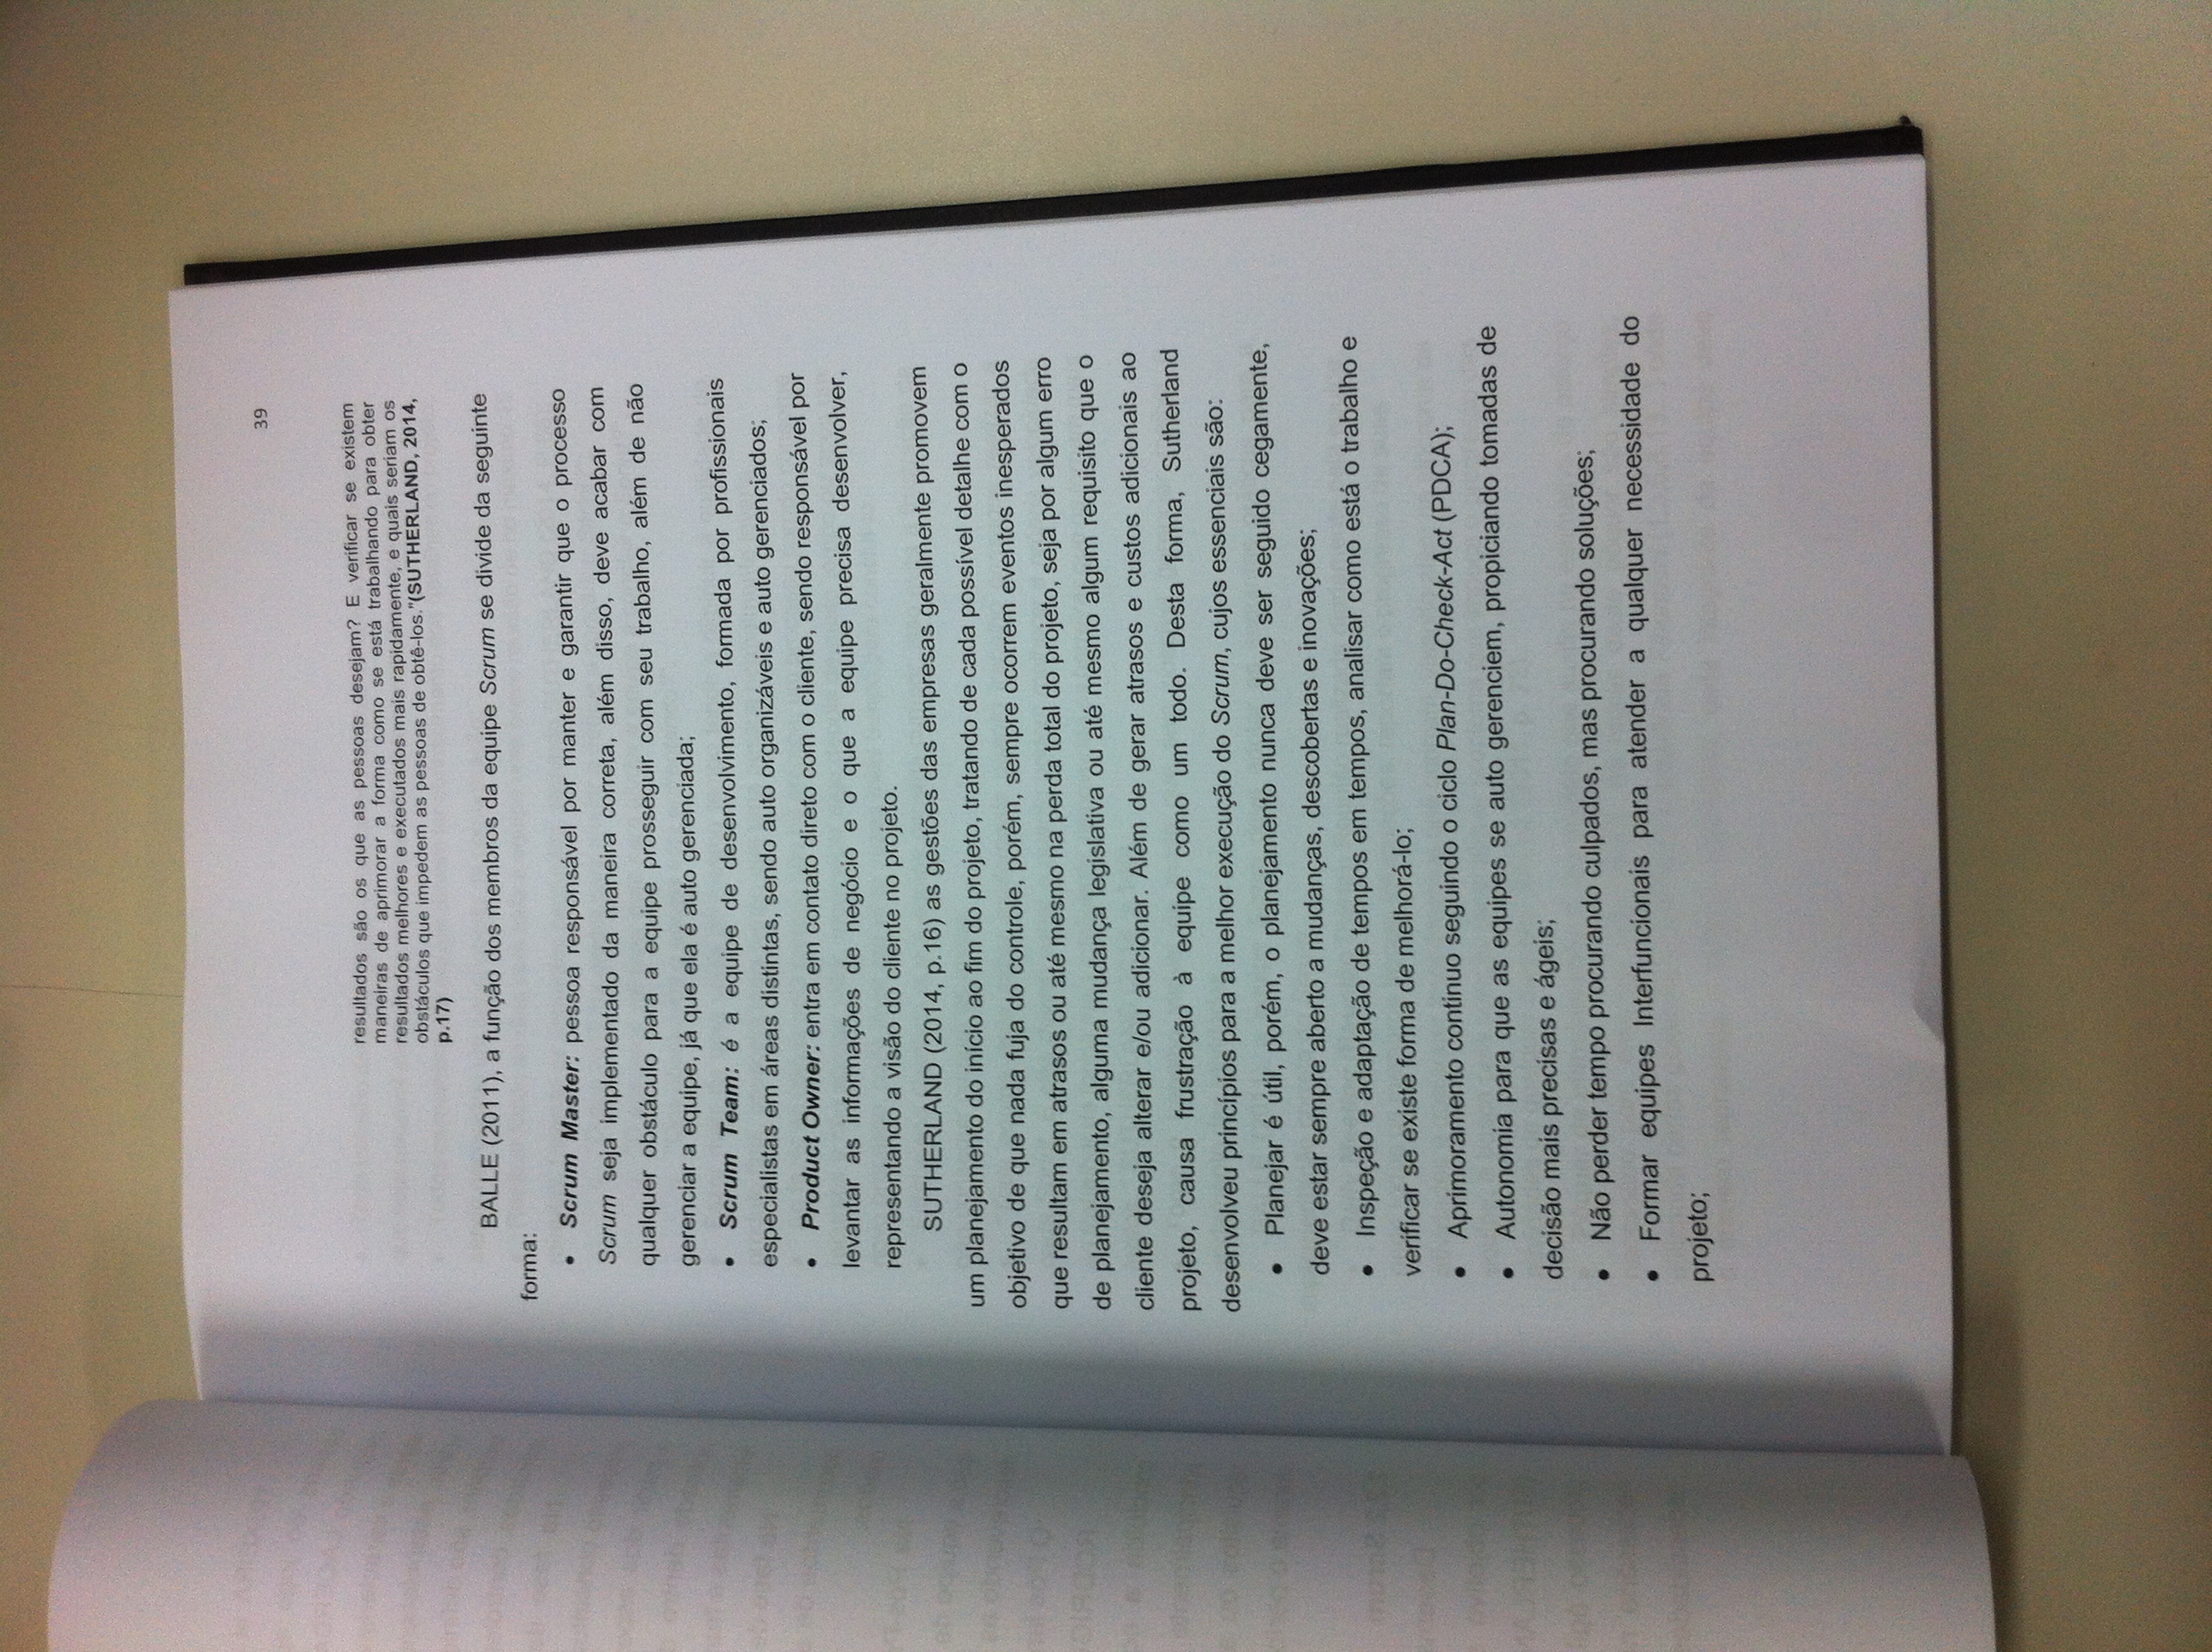 39
resultados são os que as pessoas desejam? E verificar se existem
maneiras de aprimorar a forma como se está trabalhando para obter
resultados melhores e executados mais rapidamente, e quais seriam os
obstáculos que impedem as pessoas de obtê-los."(SUTHERLAND, 2014,
p.17)
BALLE (2011), a função dos membros da equipe Scrum se divide da seguinte
forma:
• Scrum Master: pessoa responsável por manter e garantir que o processo
Scrum seja implementado da maneira correta, além disso, deve acabar com
qualquer obstáculo para a equipe prosseguir com seu trabalho, além de não
gerenciar a equipe, já que ela é auto gerenciada;
• Scrum Team: é a equipe de desenvolvimento, formada por profissionais
especialistas em áreas distintas, sendo auto organizáveis e auto gerenciados;
• Product Owner: entra em contato direto com o cliente, sendo responsável por
levantar as informações de negócio e o que a equipe precisa desenvolver,
representando a visão do cliente no projeto.
SUTHERLAND (2014, p.16) as gestões das empresas geralmente promovem
um planejamento do início ao fim do projeto, tratando de cada possível detalhe com o
objetivo de que nada fuja do controle, porém, sempre ocorrem eventos inesperados
que resultam em atrasos ou até mesmo na perda total do projeto, seja por algum erro
de planejamento, alguma mudança legislativa ou até mesmo algum requisito que o
cliente deseja alterar e/ou adicionar. Além de gerar atrasos e custos adicionais ao
projeto, causa frustração à equipe como um todo. Desta forma, Sutherland
desenvolveu princípios para a melhor execução do Scrum, cujos essenciais são:
• Planejar é útil, porém, o planejamento nunca deve ser seguido cegamente,
deve estar sempre aberto a mudanças, descobertas e inovações;
• Inspeção e adaptação de tempos em tempos, analisar como está o trabalho e
verificar se existe forma de melhorá-lo;
• Aprimoramento continuo seguindo o ciclo Plan-Do-Check-Act (PDCA);
• Autonomia para que as equipes se auto gerenciem, propiciando tomadas de
decisão mais precisas e ágeis;
• Não perder tempo procurando culpados, mas procurando soluções;
• Formar equipes Interfuncionais para atender a qualquer necessidade do
projeto;